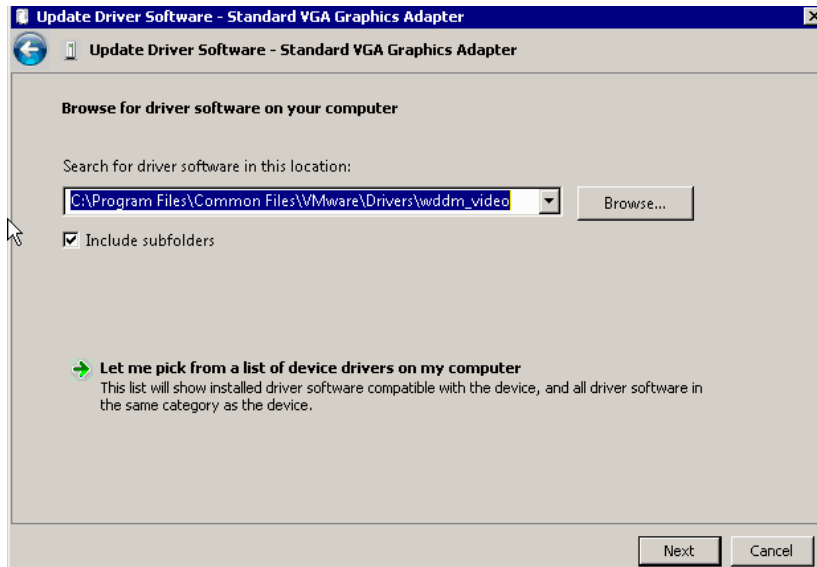 Update Driver Software - Standard VGA Graphics Adapter
Update Driver Software - Standard VGA Graphics Adapter
Browse for driver software on your computer
Search for driver software in this location:
C:\Program Files\Common Files\VMware\Drivers\wddm_video
Browse...
Include subfolders
Let me pick from a list of device drivers on my computer
This list will show installed driver software compatible with the device, and all driver software in
the same category as the device.
Next Cancel